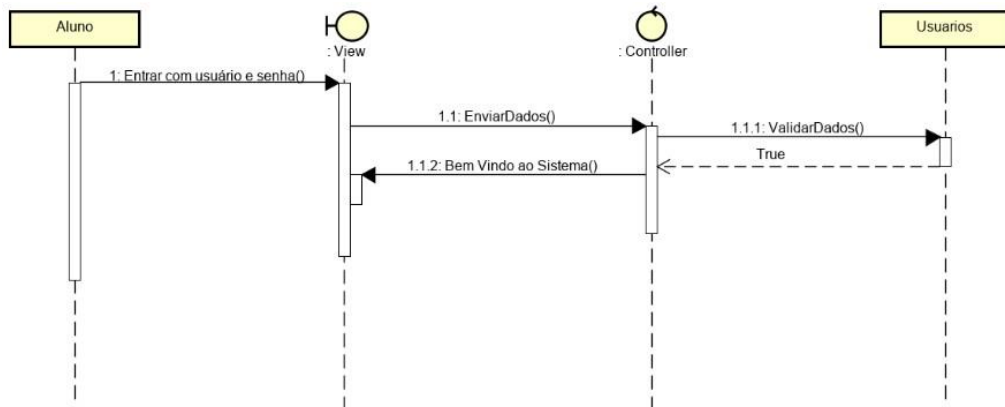 Aluno
: View
: Controller
Usuarios
1: Entrar com usuário e senha()
1.1: EnviarDados()
1.1.1: ValidarDados()
True
1.1.2: Bem Vindo ao Sistema()